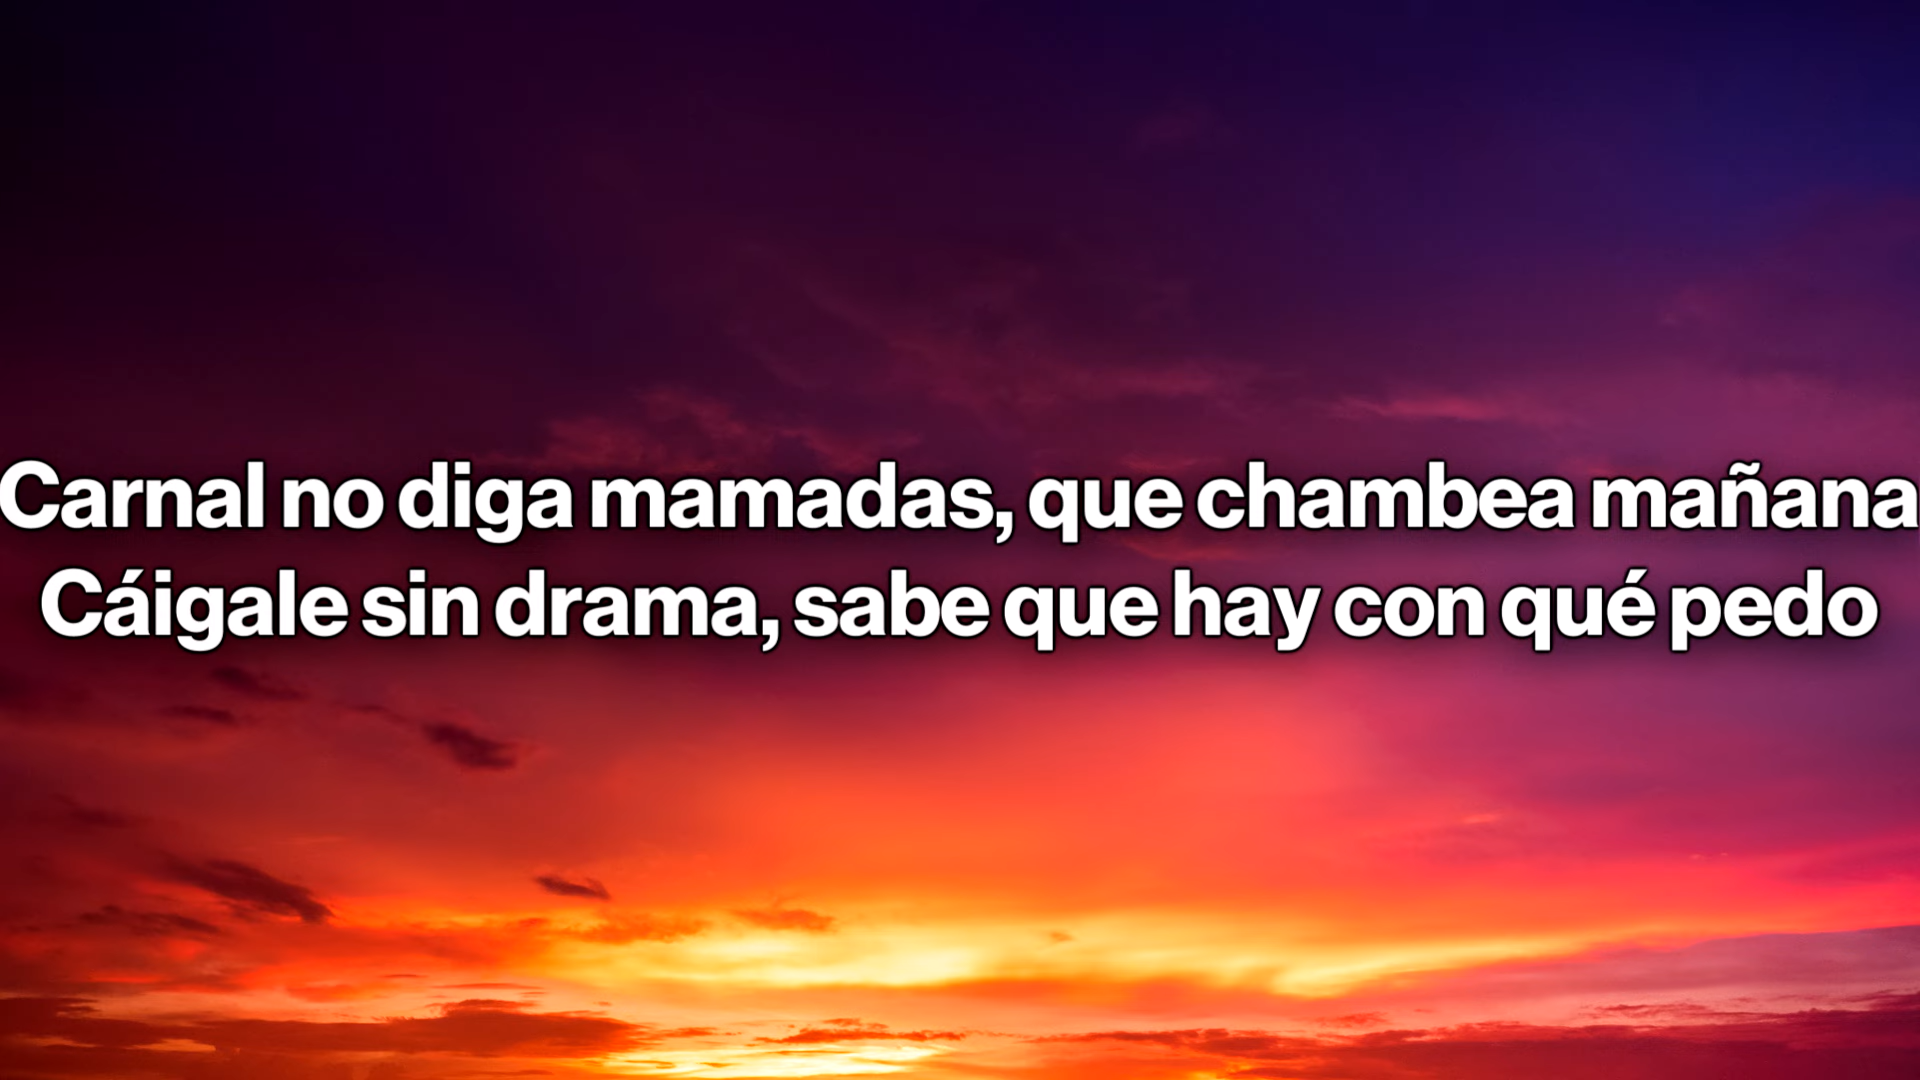 Carnal no diga mamadas, que chambea mañana
Cáigale sin drama, sabe que hay con qué pedo